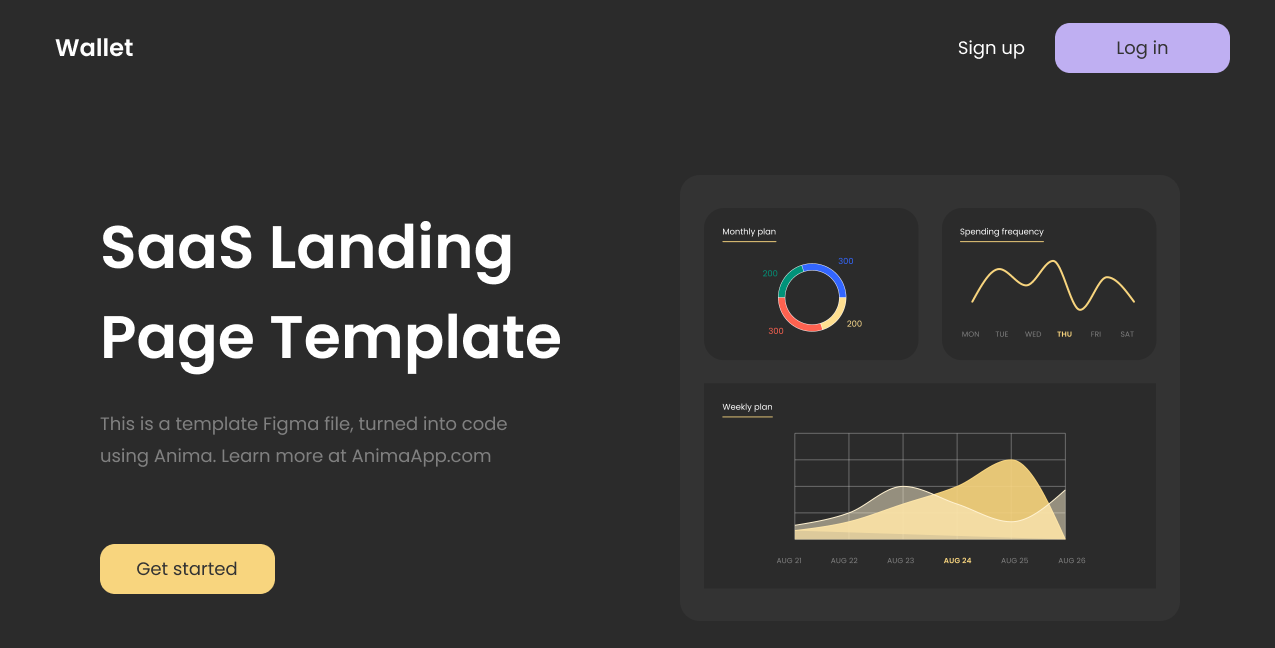 Wallet
Sign up
Log in
SaaS Landing
Page Template
This is a template Figma file, turned into code
using Anima. Learn more at AnimaApp.com
Get started
Monthly plan
300
200
200
300
Spending frequency
MON TUE WED THU FRI SAT
Weekly plan
AUG 21 AUG 22 AUG 23 AUG 24 AUG 25 AUG 26